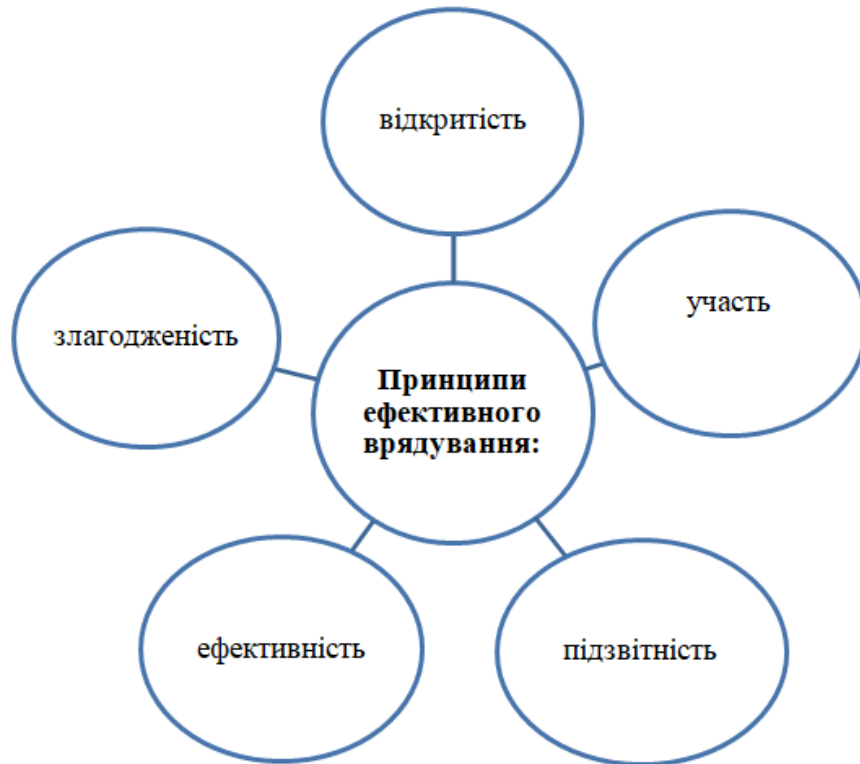 відкритість
участь
злагодженість
Принципи
ефективного
врядування:
ефективність
підзвітність